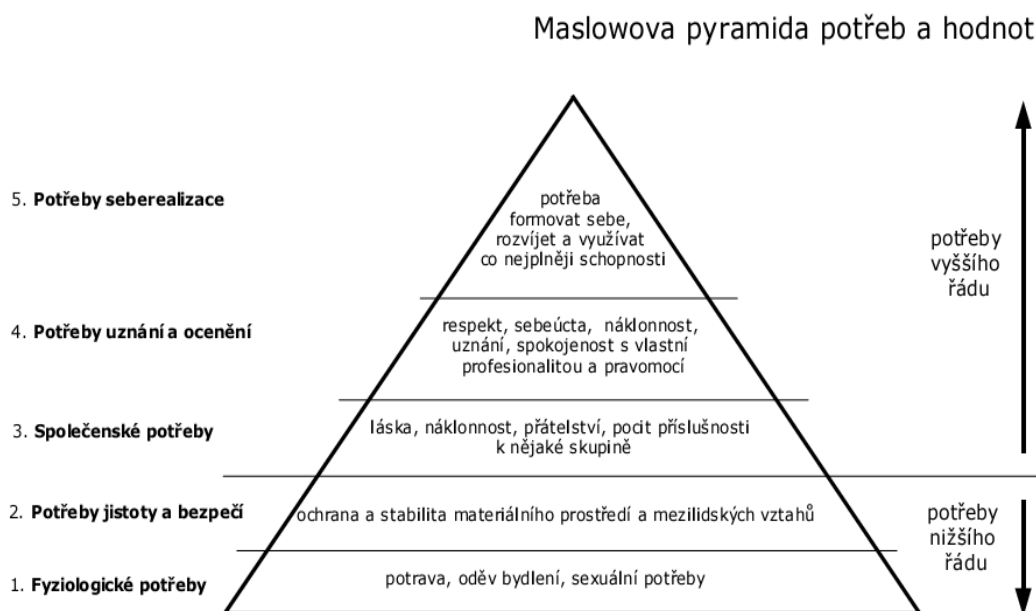 Maslowova pyramida potřeb a hodnot
5. Potřeby seberealizace
potřeba
formovat sebe,
rozvíjet a využívat
co nejplněji schopnosti
potřeby
vyššího
řádu
4. Potřeby uznání a ocenění
respekt, sebeúcta, náklonnost,
uznání, spokojenost s vlastní
profesionalitou a pravomocí
3. Společenské potřeby
láska, náklonnost, přátelství, pocit příslušnosti
k nějaké skupině
2. Potřeby jistoty a bezpečí
ochrana a stabilita materiálního prostředí a mezilidských vztahů
potřeby
nižšího
řádu
1. Fyziologické potřeby
potrava, oděv bydlení, sexuální potřeby